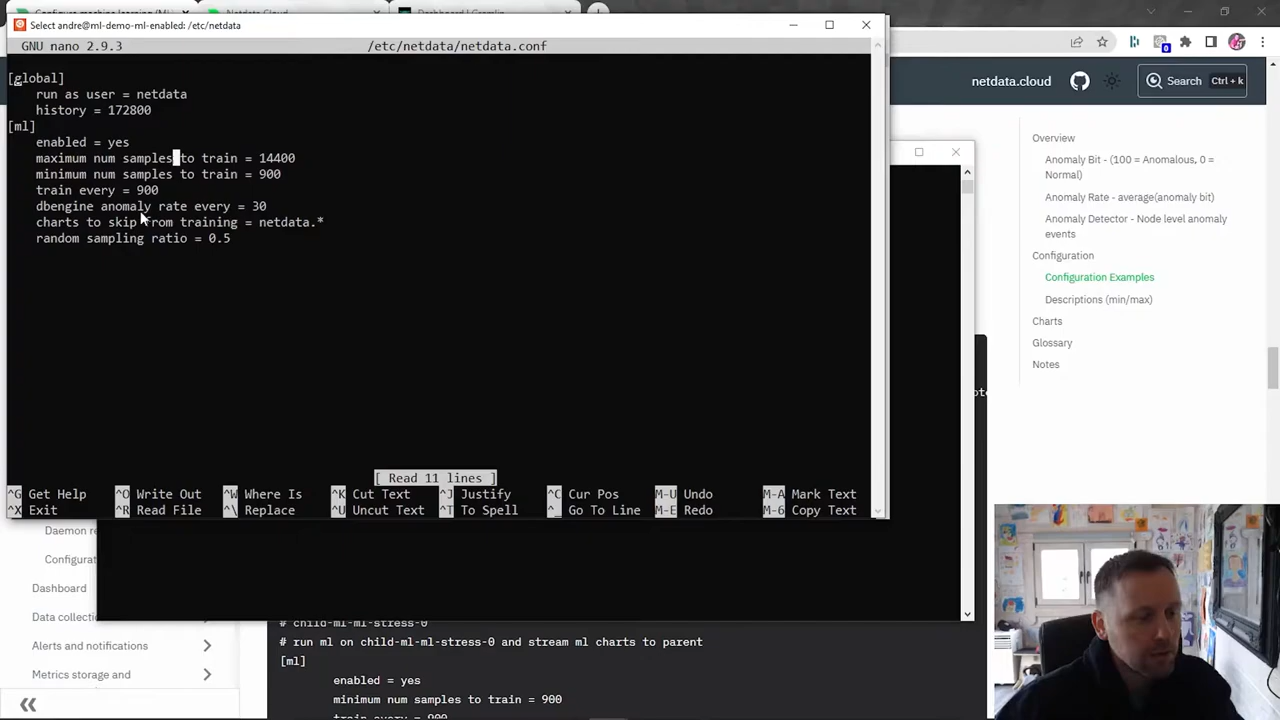 Select andre@ml-demo-ml-enabled: /etc/netdata
GNU nano 2.9.3 /etc/netdata/netdata.conf
[global]
run as user = netdata
history = 172800
[ml]
enabled = yes
maximum num samples to train = 14400
minimum num samples to train = 900
train every = 900
dbengine anomaly rate every = 30
charts to skip from training = netdata.*
random sampling ratio = 0.5
[ Read 11 lines ]
^G Get Help ^O Write Out ^W Where Is ^K Cut Text ^J Justify ^C Cur Pos M-U Undo M-A Mark Text
^X Exit ^R Read File ^\ Replace ^U Uncut Text ^T To Spell ^_ Go To Line M-E Redo M-6 Copy Text
netdata.cloud
Search Ctrl + k
Overview
Anomaly Bit - (100 = Anomalous, 0 =
Normal)
Anomaly Rate - average(anomaly bit)
Anomaly Detector - Node level anomaly
events
Configuration
Configuration Examples
Descriptions (min/max)
Charts
Glossary
Notes
Daemon re
Configurat
Dashboard
Data collecti
Alerts and notifications
Metrics storage and
# child-ml-stress-0
# run ml on child-ml-ml-stress-0 and stream ml charts to parent
[ml]
enabled = yes
minimum num samples to train = 900
train every = 900